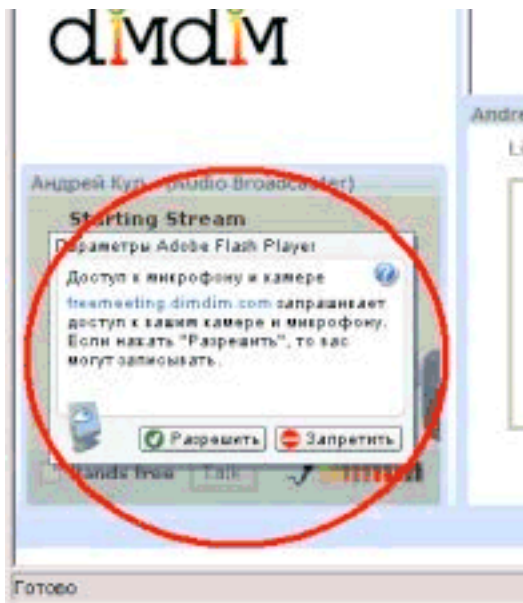 dimdim
Andre
Li
Андрей Ку (Audio Broadcaster)
Starting Stream
Параметры Adobe Flash Player
Доступ к микрофону и камере
freemeeting.dimdim.com запрашивает
доступ к вашим камере и микрофону.
Если нажать "Разрешить", то вас
могут записывать.
Разрешить Запретить
Hands free Talk
Готово